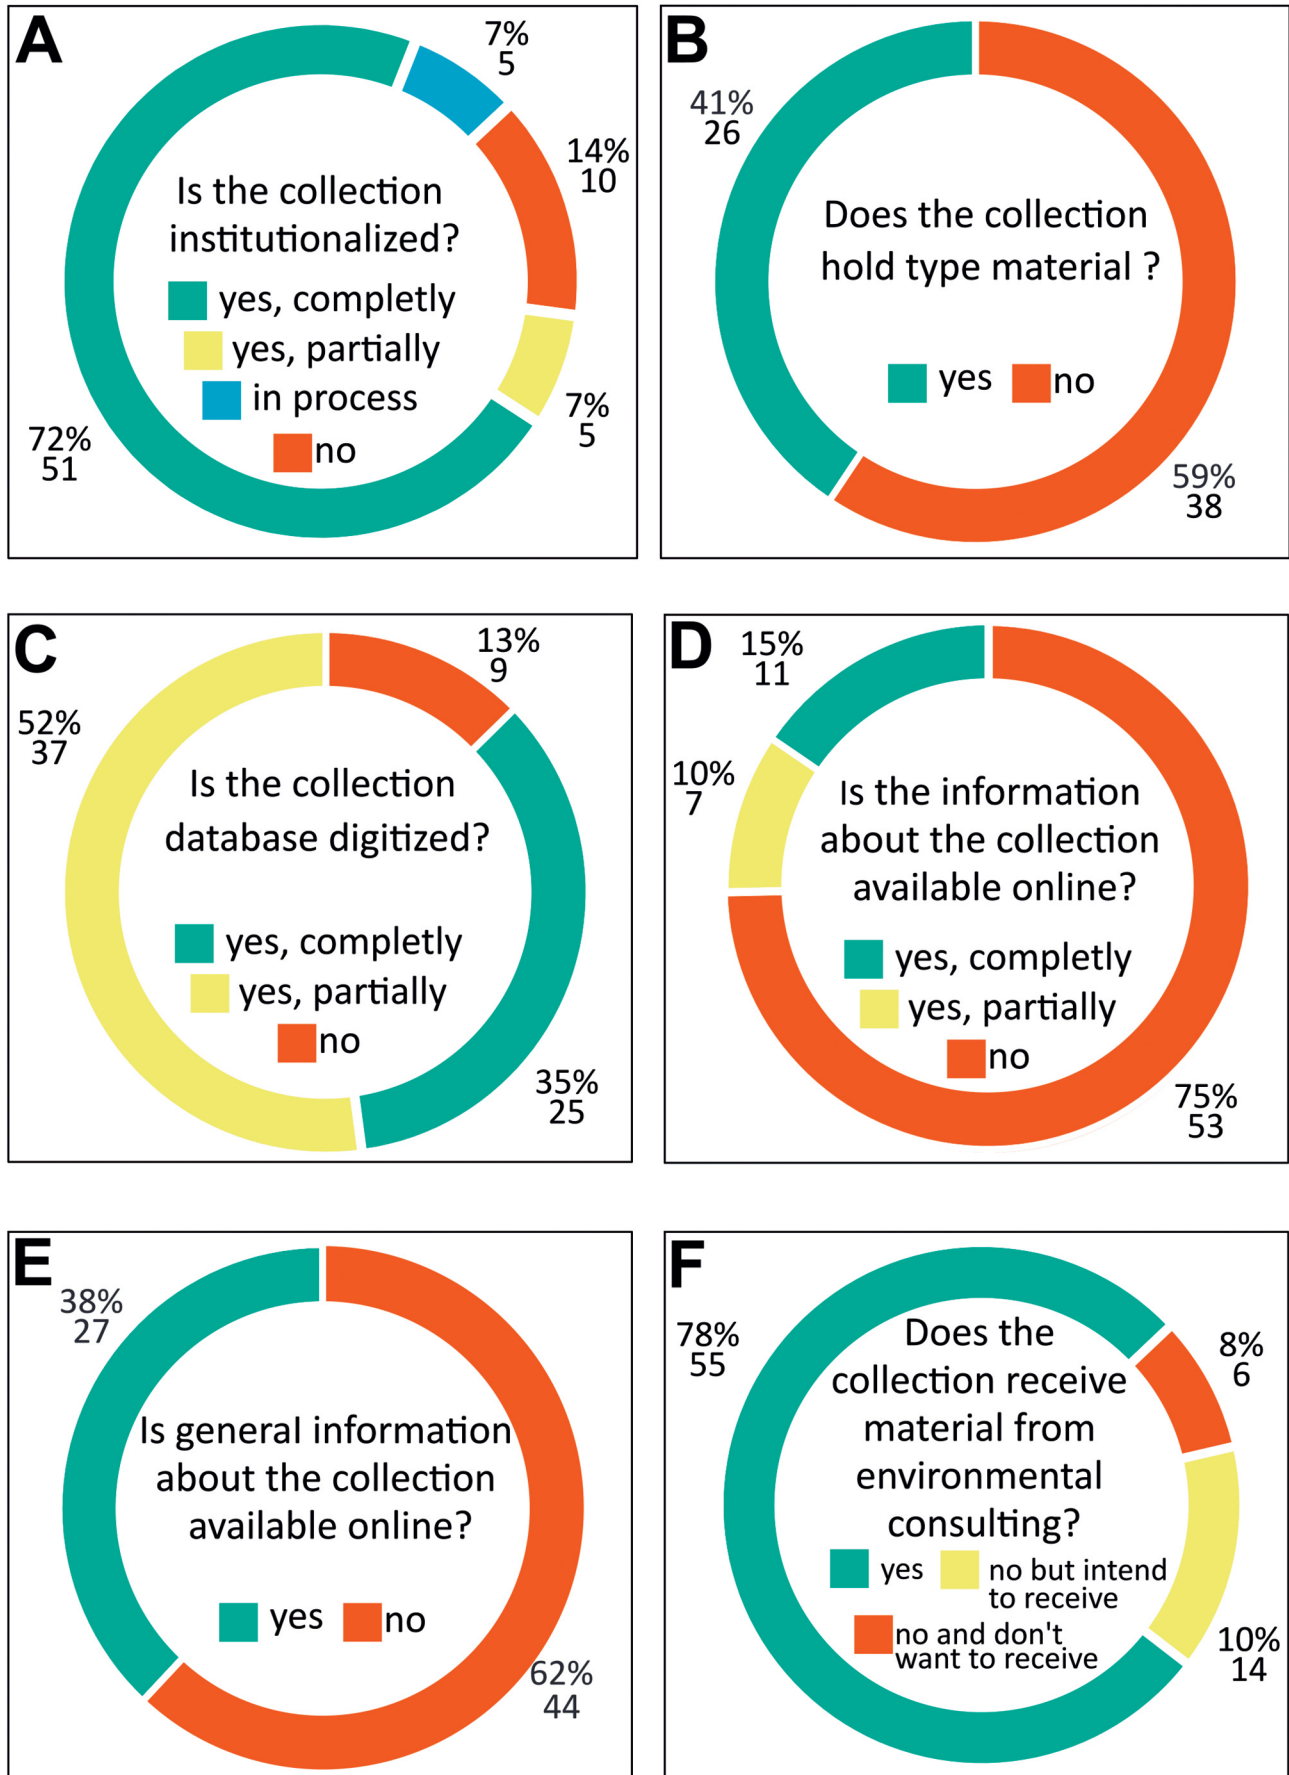 A
7%
5
14%
10
Is the collection
institutionalized?
yes, completly
yes, partially
in process
no
7%
5
72%
51
B
41%
26
Does the collection
hold type material ?
yes no
59%
38
C
13%
9
52%
37
Is the collection
database digitized?
yes, completly
yes, partially
no
35%
25
D
15%
11
10%
7
Is the information
about the collection
available online?
yes, completly
yes, partially
no
75%
53
E
38%
27
Is general information
about the collection
available online?
yes no
62%
44
F
78%
55
8%
6
Does the
collection receive
material from
environmental
consulting?
yes no but intend
to receive
no and don't
want to receive
10%
14